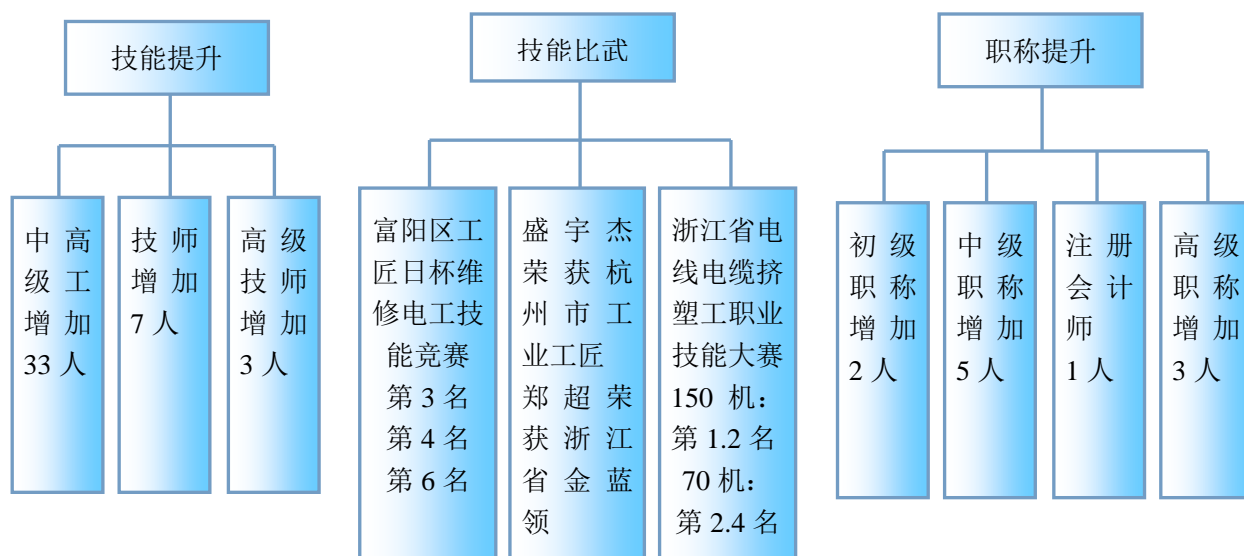 技能提升
技能比武
职称提升
中高
级工
增加
33 人
技师
增加
7 人
高级
技师
增加
3 人
富阳区工
匠日杯维
修电工技
能竞赛
第 3 名
第 4 名
第 6 名
盛宇杰
荣获杭
州市工
业工匠
郑超荣
获浙江
省金蓝
领
浙江省电
线电缆挤
塑工职业
技能大赛
150 机：
第 1.2 名
70 机：
第 2.4 名
初级
职称
增加
2 人
中级
职称
增加
5 人
注册
会计
师
1 人
高级
职称
增加
3 人